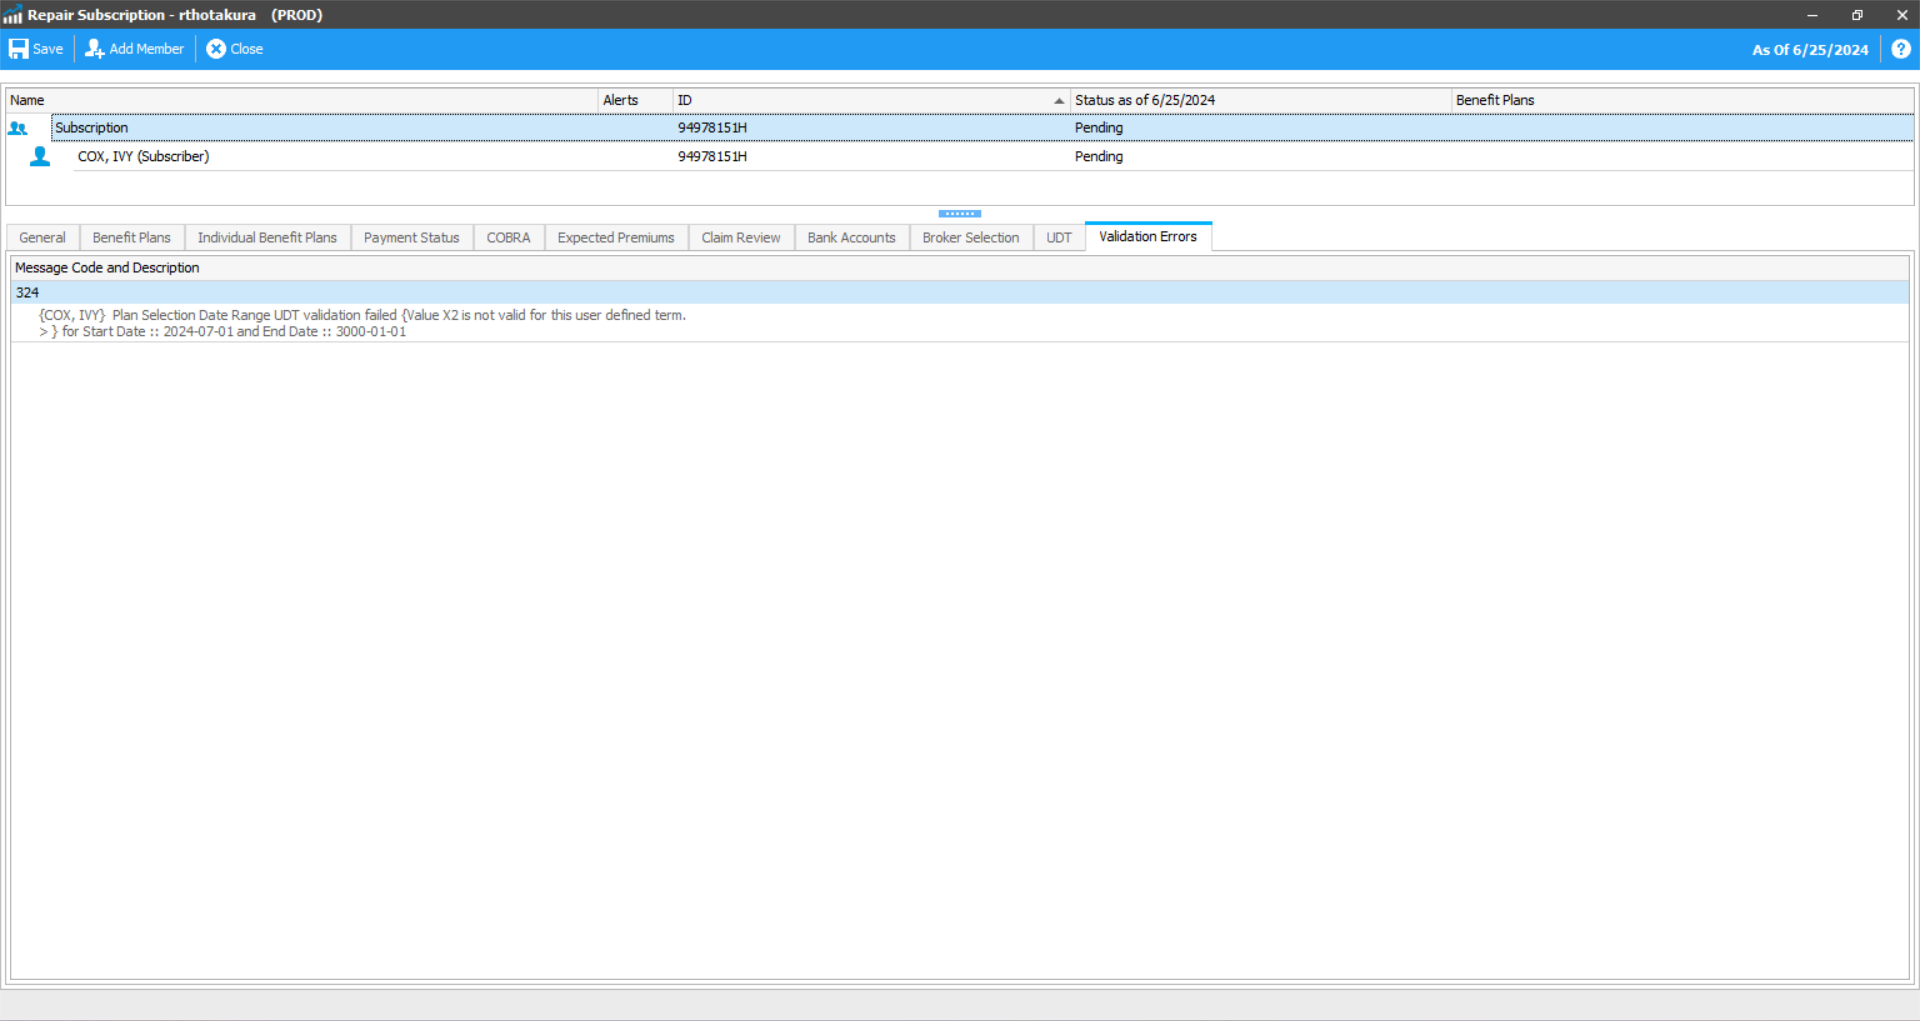 Repair Subscription - rthotakura (PROD)
Save Add Member Close As Of 6/25/2024 ?
Name Alerts ID Status as of 6/25/2024 Benefit Plans
Subscription 94978151H Pending
COX, IVY (Subscriber) 94978151H Pending
General Benefit Plans Individual Benefit Plans Payment Status COBRA Expected Premiums Claim Review Bank Accounts Broker Selection UDT Validation Errors
Message Code and Description
324
{COX, IVY} Plan Selection Date Range UDT validation failed {Value X2 is not valid for this user defined term.
> } for Start Date :: 2024-07-01 and End Date :: 3000-01-01